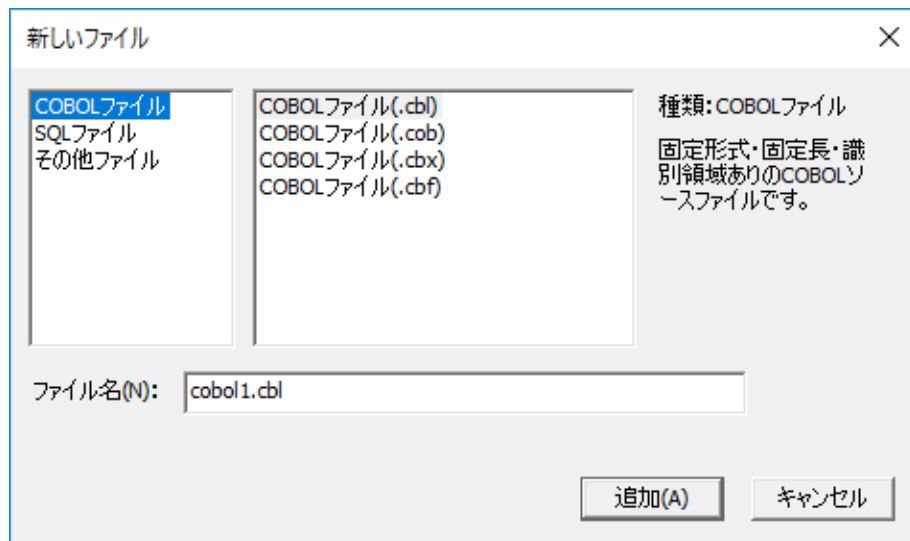 新しいファイル
COBOLファイル
SQLファイル
その他ファイル
COBOLファイル(.cbl)
COBOLファイル(.cob)
COBOLファイル(.cbx)
COBOLファイル(.cbf)
種類:COBOLファイル
固定形式・固定長・識
別領域ありのCOBOLソ
ースファイルです。
ファイル名(N):
cobol1.cbl
追加(A)
キャンセル